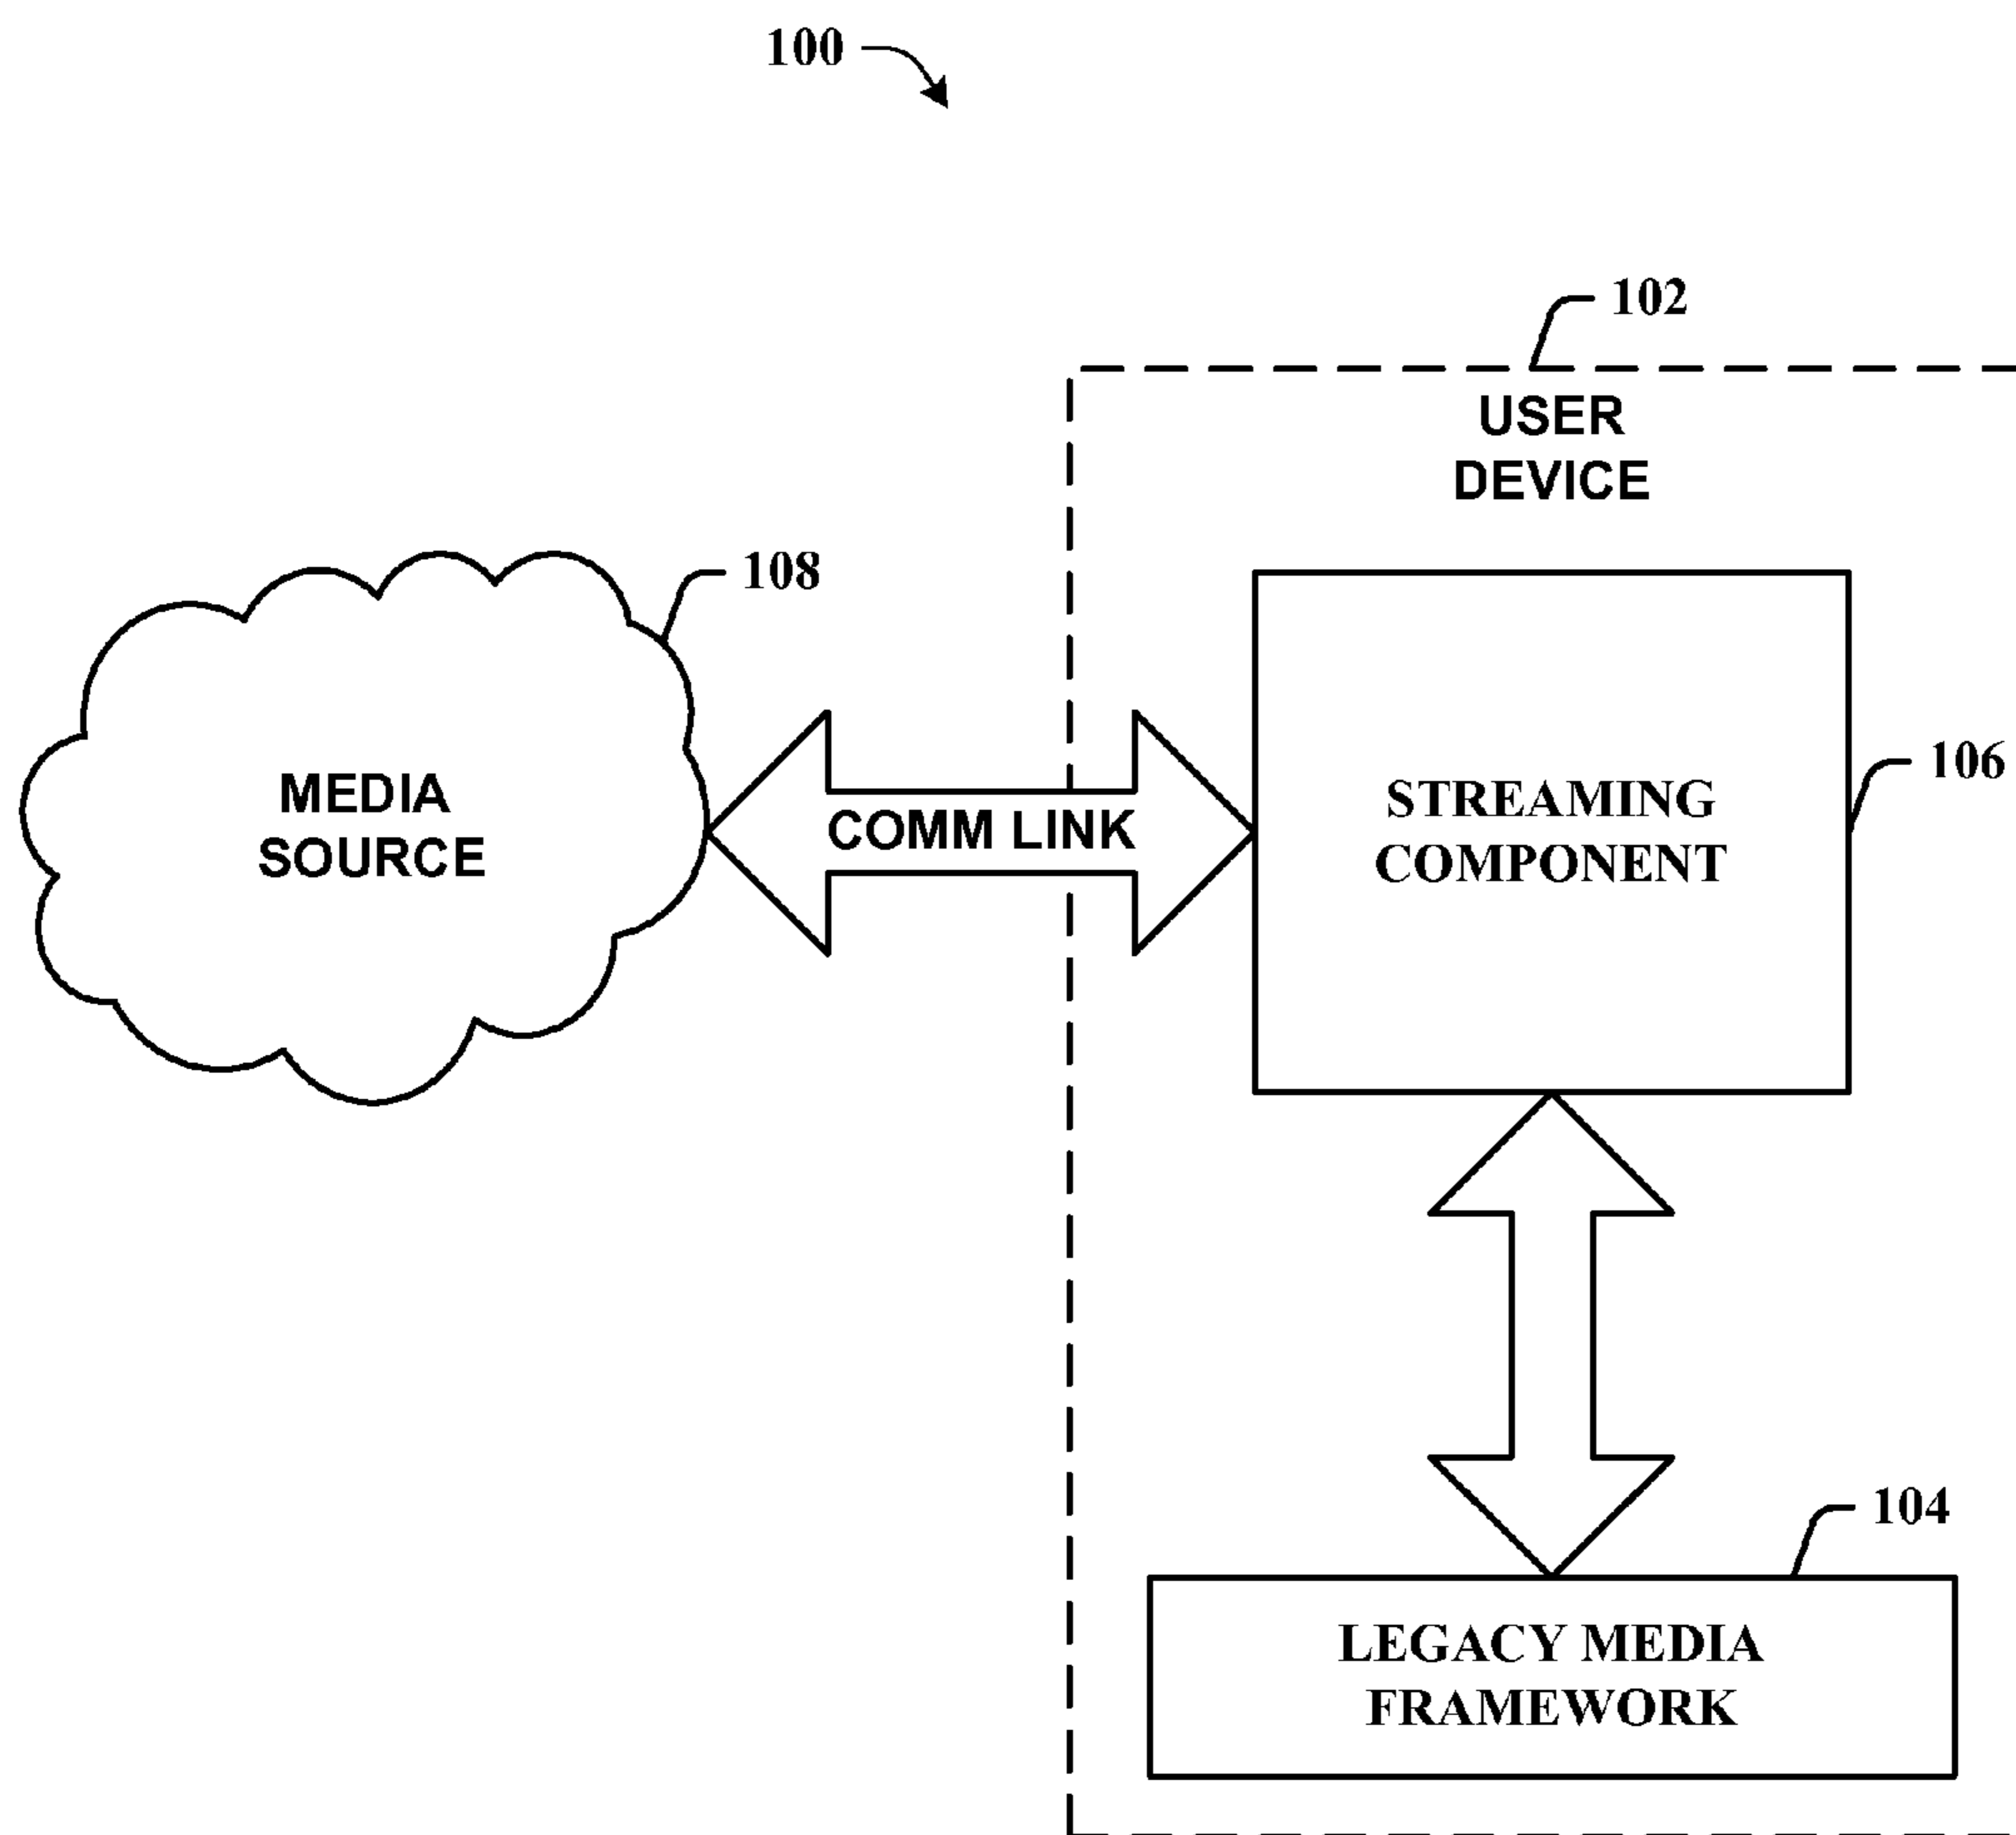 100
102
USER
DEVICE
108
MEDIA
SOURCE
COMM LINK
STREAMING
COMPONENT
106
104
LEGACY MEDIA
FRAMEWORK